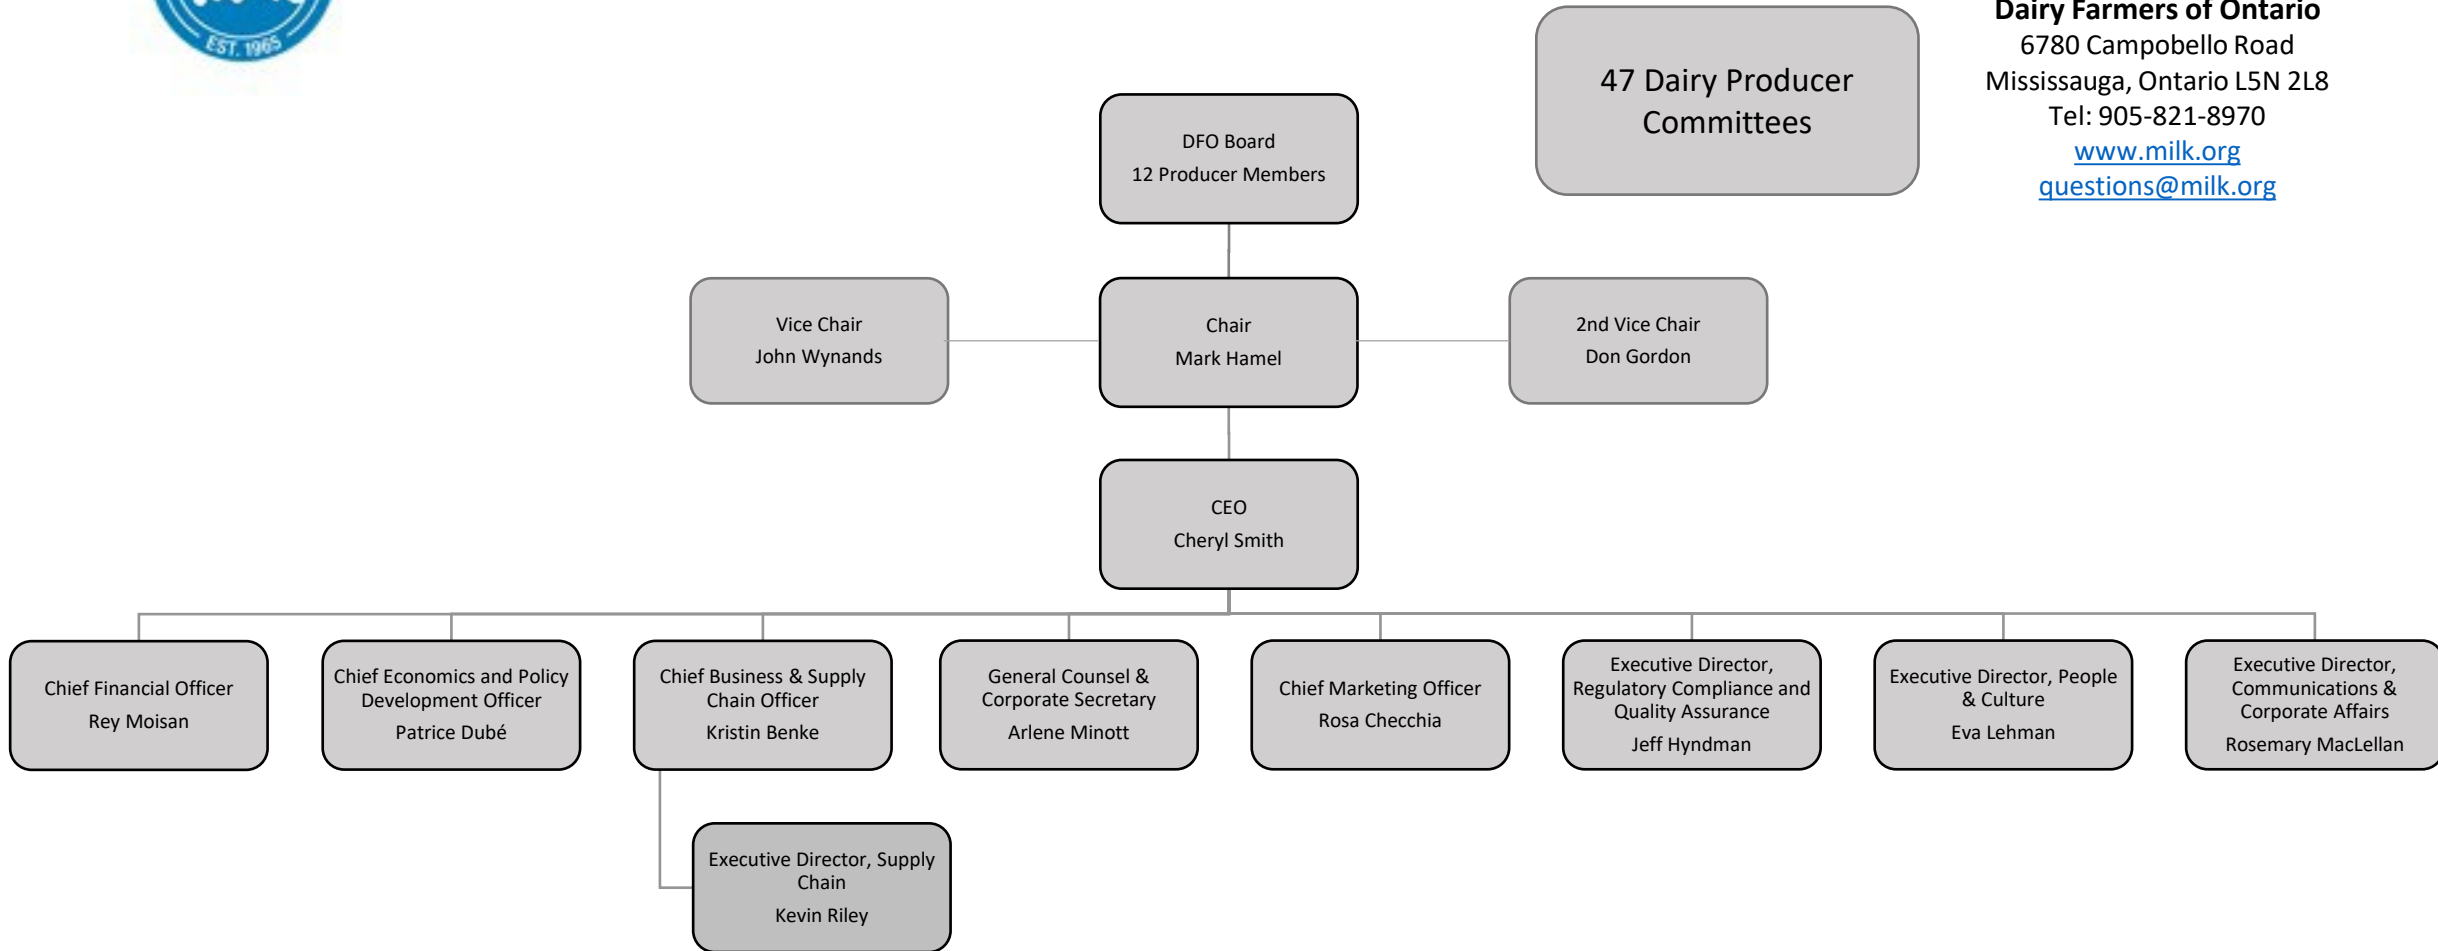 EST. 1965
Dairy Farmers of Ontario
6780 Campobello Road
Mississauga, Ontario L5N 2L8
Tel: 905-821-8970
www.milk.org
questions@milk.org
47 Dairy Producer
Committees
DFO Board
12 Producer Members
Vice Chair
John Wynands
Chair
Mark Hamel
2nd Vice Chair
Don Gordon
CEO
Cheryl Smith
Chief Financial Officer
Rey Moisan
Chief Economics and Policy
Development Officer
Patrice Dubé
Chief Business & Supply
Chain Officer
Kristin Benke
General Counsel &
Corporate Secretary
Arlene Minott
Chief Marketing Officer
Rosa Checchia
Executive Director,
Regulatory Compliance and
Quality Assurance
Jeff Hyndman
Executive Director, People
& Culture
Eva Lehman
Executive Director,
Communications &
Corporate Affairs
Rosemary MacLellan
Executive Director, Supply
Chain
Kevin Riley